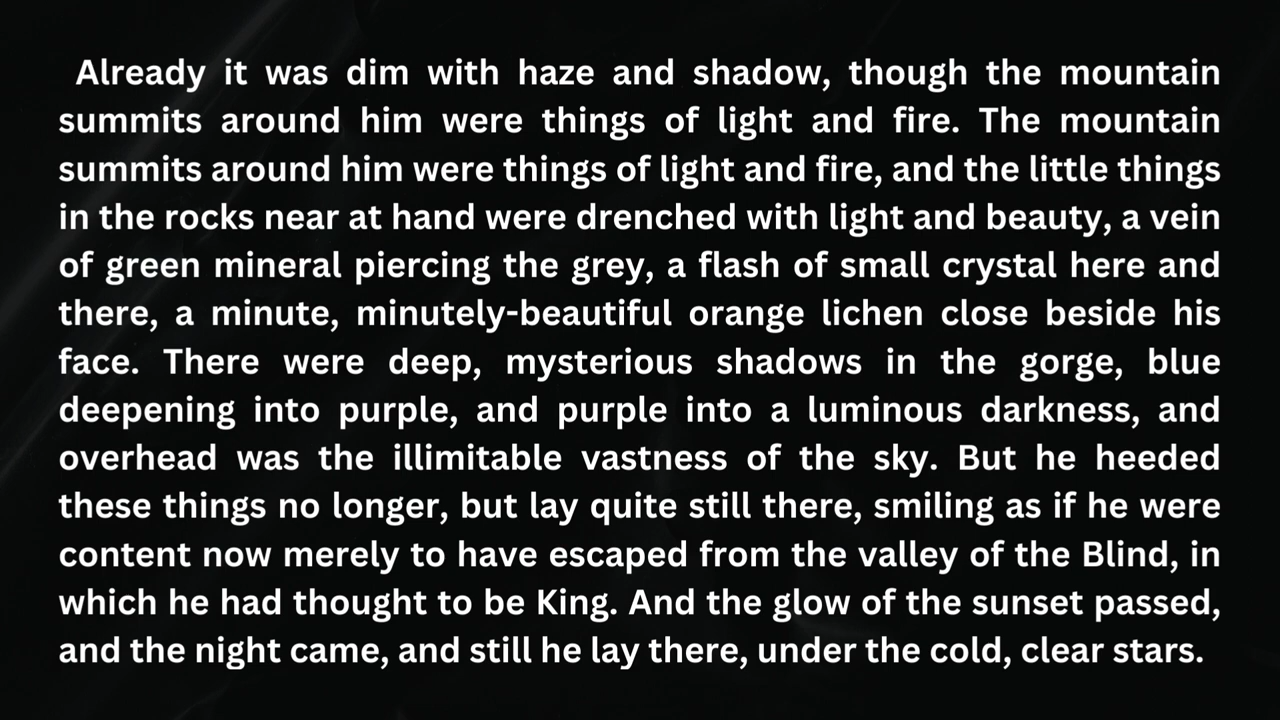 Already it was dim with haze and shadow, though the mountain
summits around him were things of light and fire. The mountain
summits around him were things of light and fire, and the little things
in the rocks near at hand were drenched with light and beauty, a vein
of green mineral piercing the grey, a flash of small crystal here and
there, a minute, minutely-beautiful orange lichen close beside his
face. There were deep, mysterious shadows in the gorge, blue
deepening into purple, and purple into a luminous darkness, and
overhead was the illimitable vastness of the sky. But he heeded
these things no longer, but lay quite still there, smiling as if he were
content now merely to have escaped from the valley of the Blind, in
which he had thought to be King. And the glow of the sunset passed,
and the night came, and still he lay there, under the cold, clear stars.